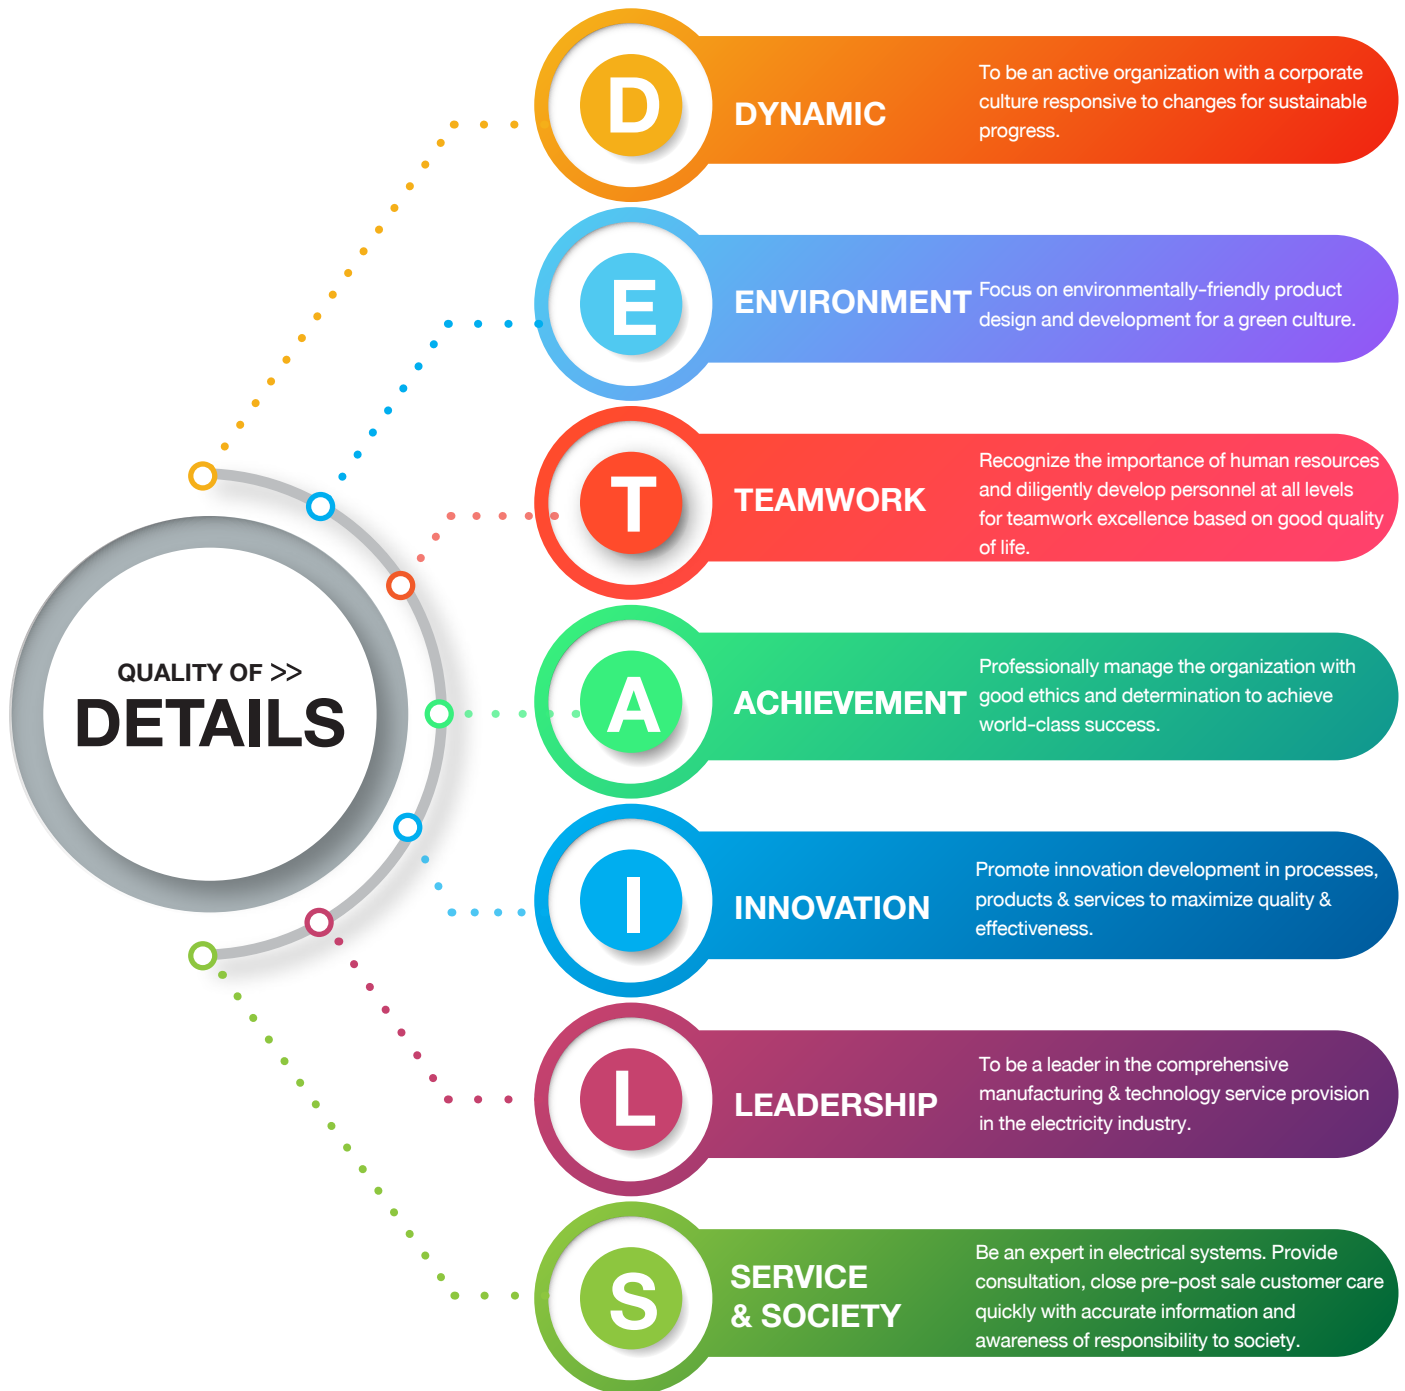 QUALITY OF >>
DETAILS
D
DYNAMIC
To be an active organization with a corporate
culture responsive to changes for sustainable
progress.
E
ENVIRONMENT
Focus on environmentally-friendly product
design and development for a green culture.
T
TEAMWORK
Recognize the importance of human resources
and diligently develop personnel at all levels
for teamwork excellence based on good quality
of life.
A
ACHIEVEMENT
Professionally manage the organization with
good ethics and determination to achieve
world-class success.
I
INNOVATION
Promote innovation development in processes,
products & services to maximize quality &
effectiveness.
L
LEADERSHIP
To be a leader in the comprehensive
manufacturing & technology service provision
in the electricity industry.
S
SERVICE
& SOCIETY
Be an expert in electrical systems. Provide
consultation, close pre-post sale customer care
quickly with accurate information and
awareness of responsibility to society.